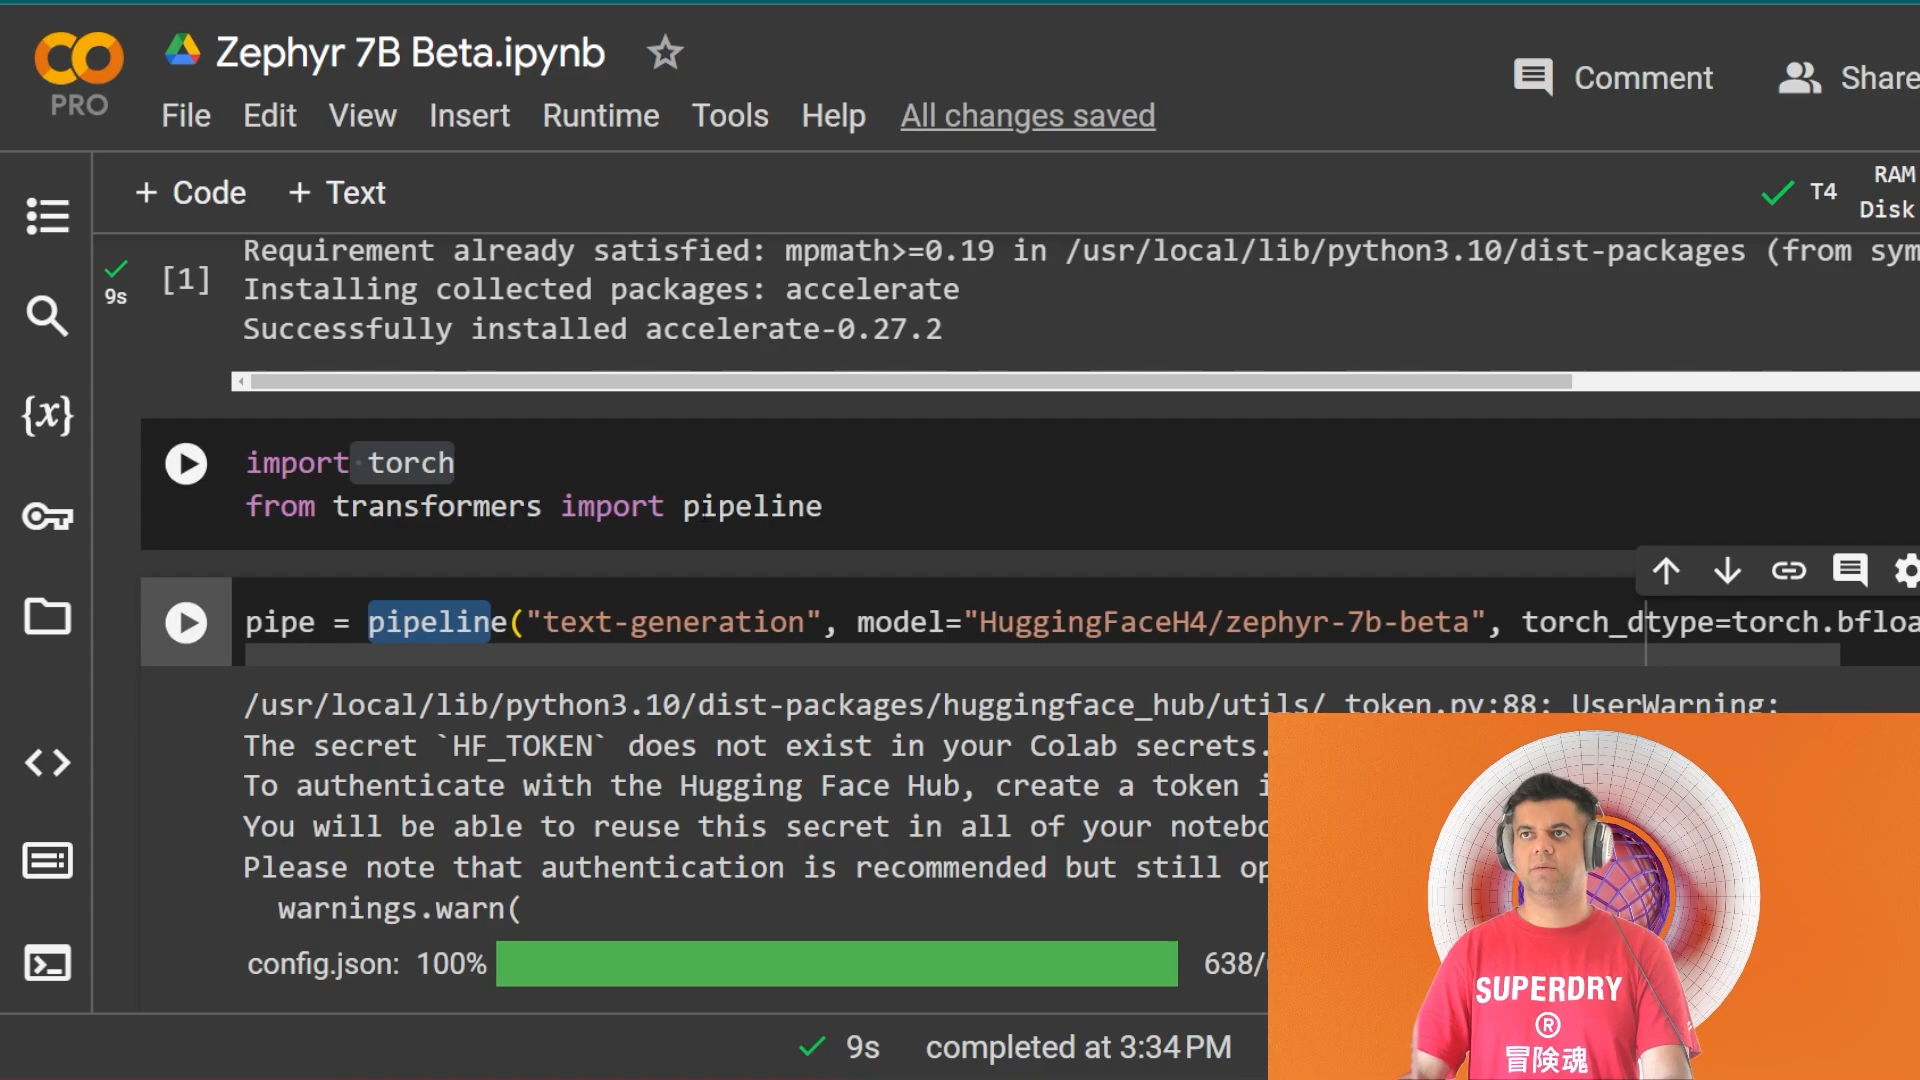 Zephyr 7B Beta.ipynb
PRO
File Edit View Insert Runtime Tools Help All changes saved
Comment Share
+ Code + Text
T4 RAM
Disk
Requirement already satisfied: mpmath>=0.19 in /usr/local/lib/python3.10/dist-packages (from sym
[1]
9s
Installing collected packages: accelerate
Successfully installed accelerate-0.27.2
{x}
import torch
from transformers import pipeline
pipe = pipeline("text-generation", model="HuggingFaceH4/zephyr-7b-beta", torch_dtype=torch.bfloa
/usr/local/lib/python3.10/dist-packages/huggingface_hub/utils/_token.py:88: UserWarning:
The secret `HF_TOKEN` does not exist in your Colab secrets.
To authenticate with the Hugging Face Hub, create a token i
You will be able to reuse this secret in all of your notebo
Please note that authentication is recommended but still op
warnings.warn(
config.json: 100% 638/
9s completed at 3:34 PM
SUPERDRY
®
冒険魂